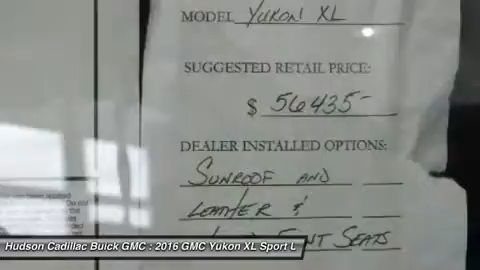 MODEL YUKON XL
SUGGESTED RETAIL PRICE:
$ 56435-
DEALER INSTALLED OPTIONS:
SUNROOF AND
LEATHER &
SEATS
Hudson Cadillac Buick GMC : 2016 GMC Yukon XL Sport L